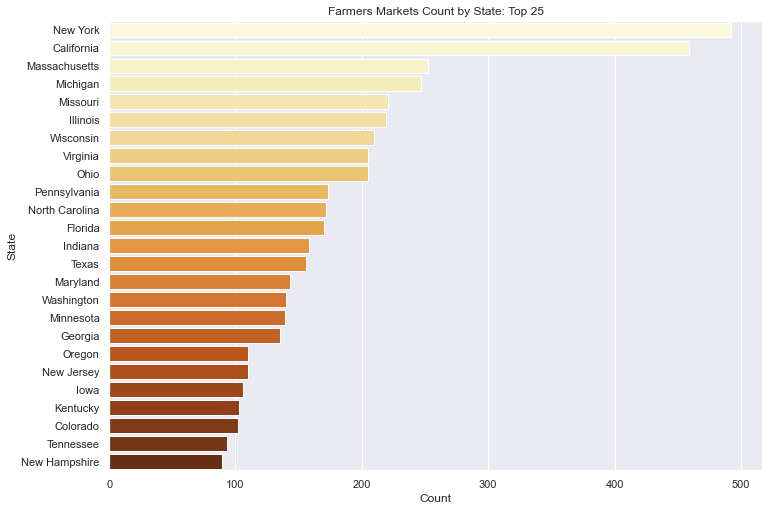 Farmers Markets Count by State: Top 25
New York
California
Massachusetts
Michigan
Missouri
Illinois
Wisconsin
Virginia
Ohio
Pennsylvania
North Carolina
Florida
Indiana
Texas
Maryland
Washington
Minnesota
Georgia
Oregon
New Jersey
Iowa
Kentucky
Colorado
Tennessee
New Hampshire
State
0 100 200 300 400 500
Count